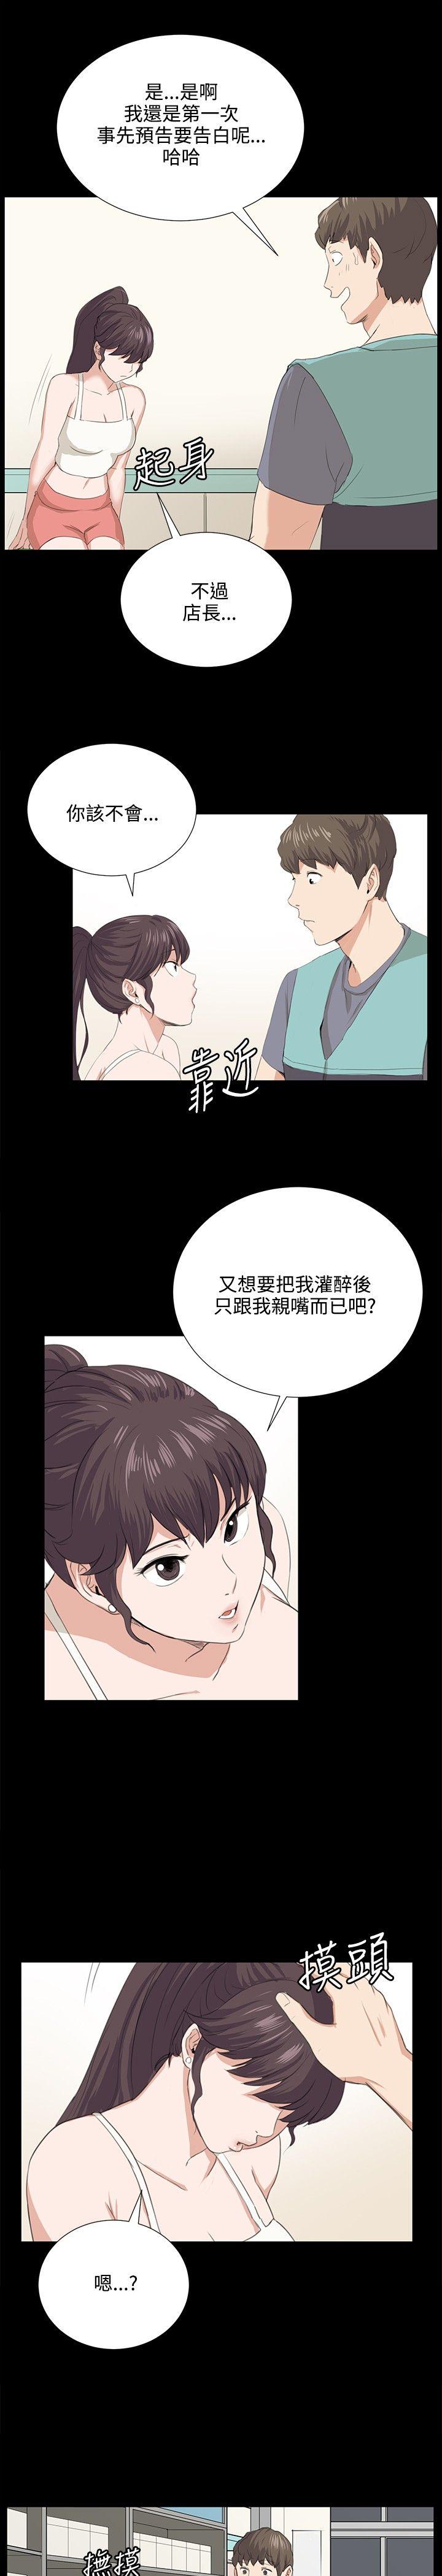 是...是啊
我還是第一次
事先預告要告白呢...
哈哈
起身
不過
店長...
你該不會...
靠近
又想要把我灌醉後
只跟我親嘴而已吧?
摸頭
嗯...?
撫摸